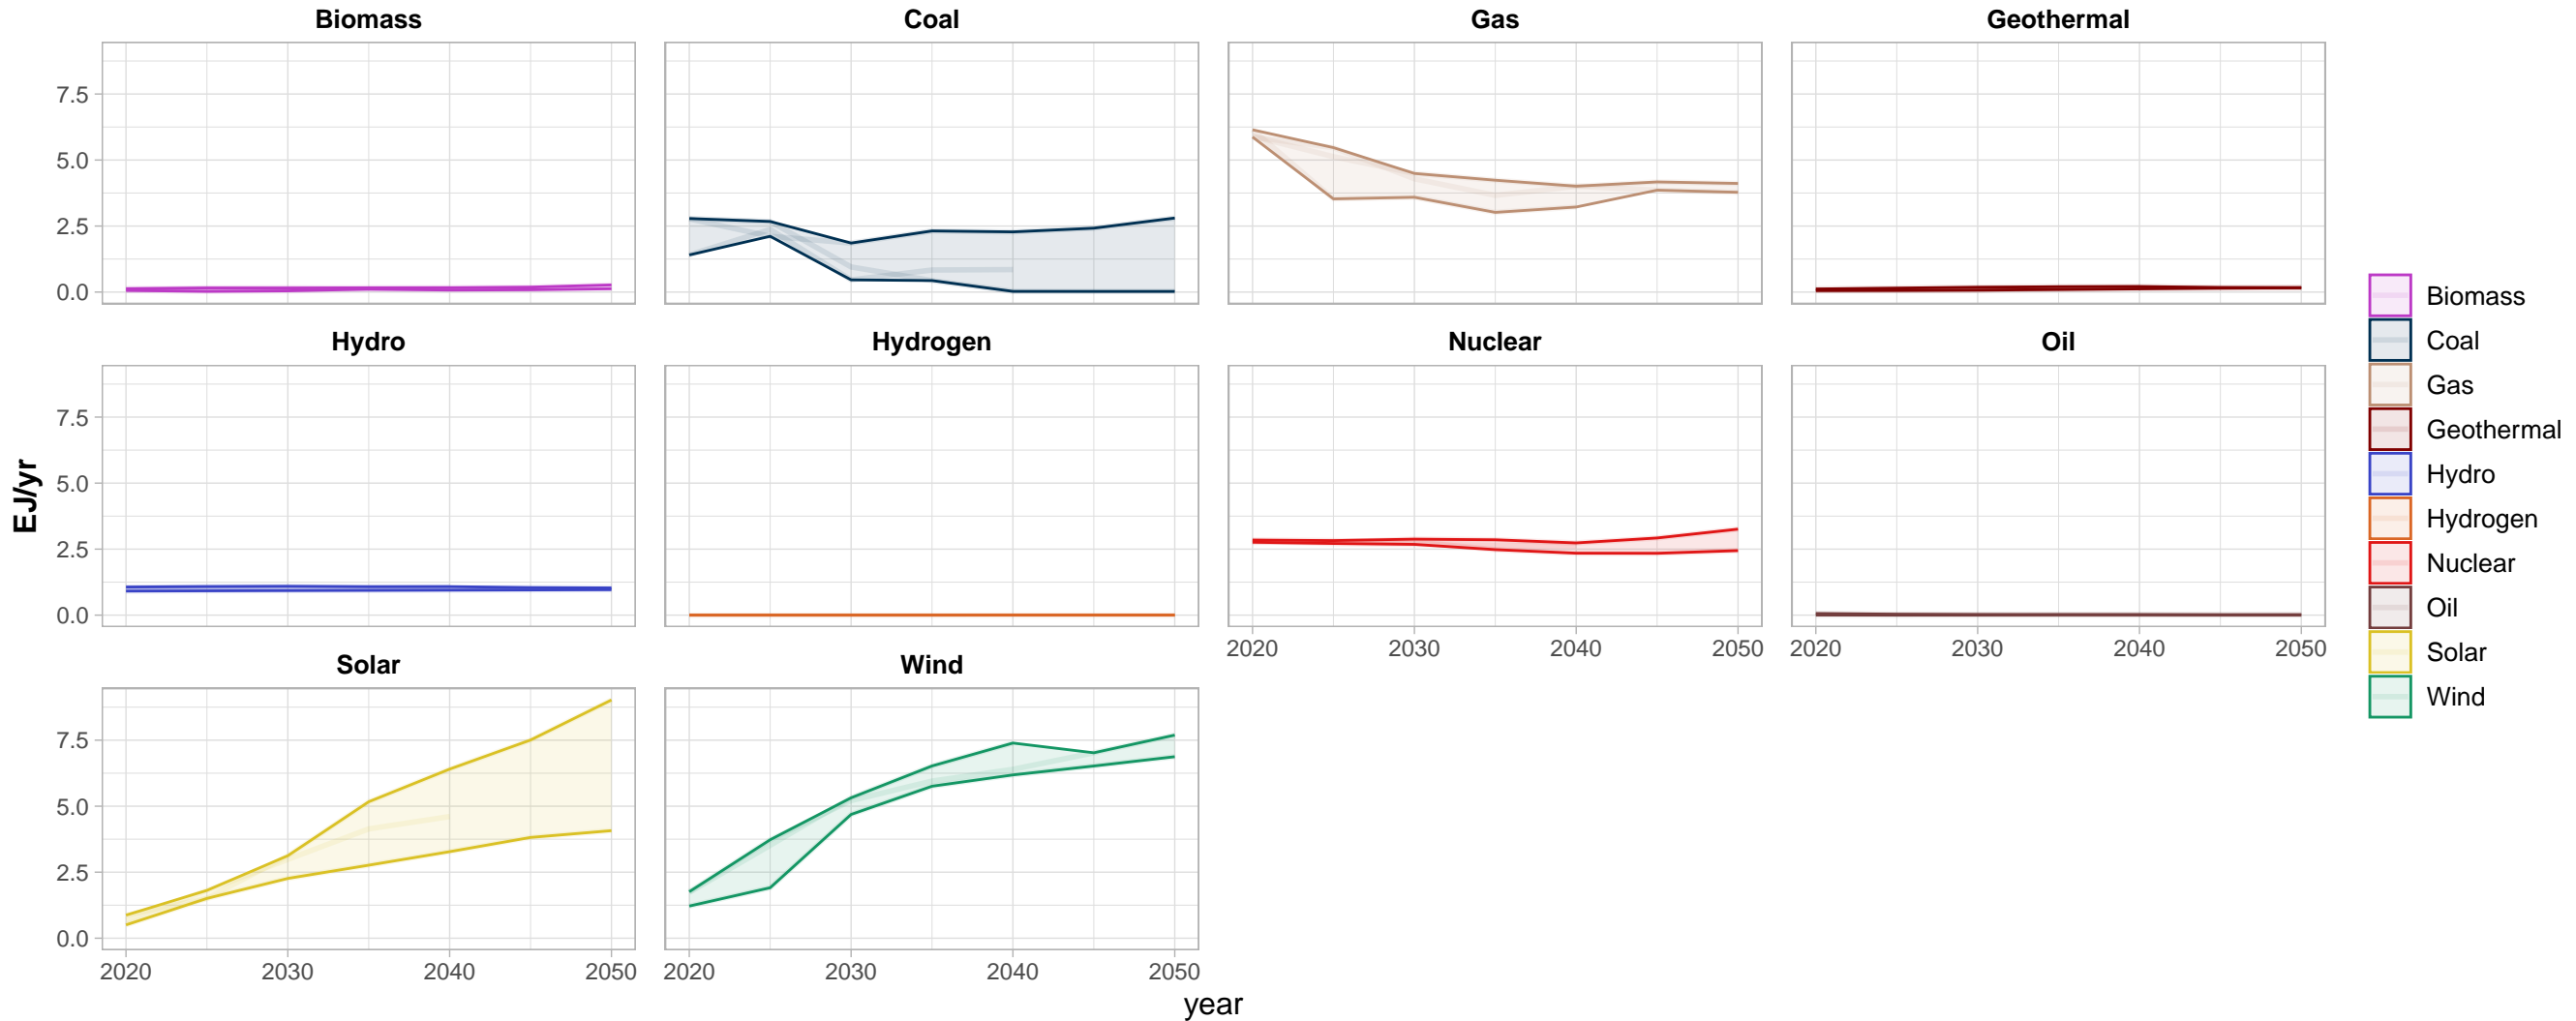 Biomass
Coal
Gas
Geothermal
7.5
5.0
2.5
0.0
Hydro
Hydrogen
Nuclear
Oil
7.5
5.0
2.5
0.0
2020 2030 2040 2050
2020 2030 2040 2050
Solar
Wind
7.5
5.0
2.5
0.0
2020 2030 2040 2050
2020 2030 2040 2050
EJ/yr
year
Biomass
Coal
Gas
Geothermal
Hydro
Hydrogen
Nuclear
Oil
Solar
Wind